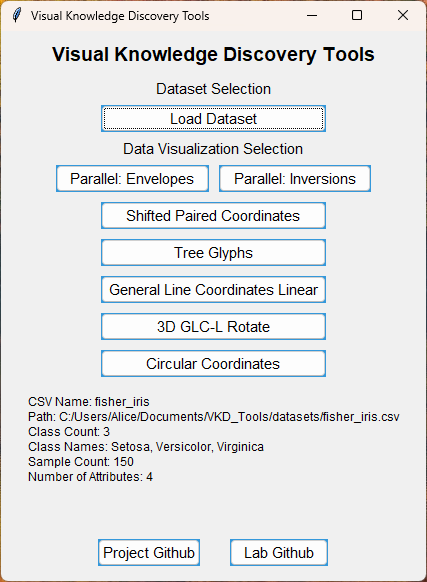 Visual Knowledge Discovery Tools
Visual Knowledge Discovery Tools
Dataset Selection
Load Dataset
Data Visualization Selection
Parallel: Envelopes
Parallel: Inversions
Shifted Paired Coordinates
Tree Glyphs
General Line Coordinates Linear
3D GLC-L Rotate
Circular Coordinates
CSV Name: fisher_iris
Path: C:/Users/Alice/Documents/VKD_Tools/datasets/fisher_iris.csv
Class Count: 3
Class Names: Setosa, Versicolor, Virginica
Sample Count: 150
Number of Attributes: 4
Project Github
Lab Github